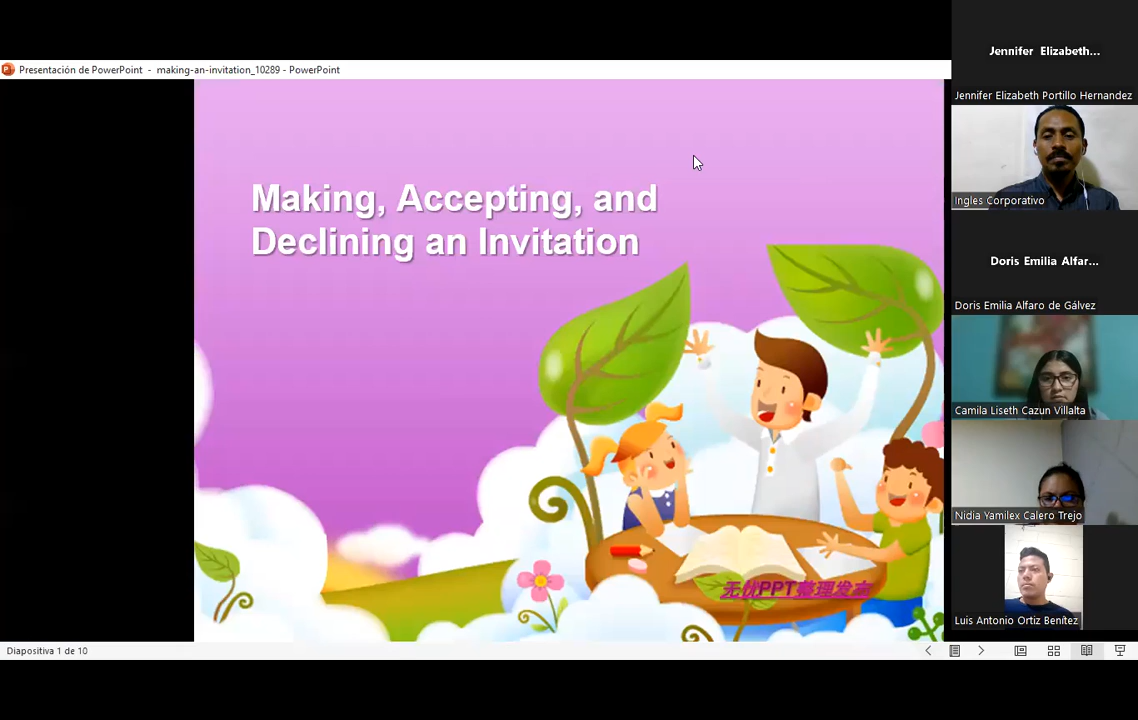 Presentación de PowerPoint - making-an-invitation_10289 - PowerPoint
Making, Accepting, and
Declining an Invitation
无忧PPT整理发布
Diapositiva 1 de 10
Jennifer Elizabeth...
Jennifer Elizabeth Portillo Hernandez
Ingles Corporativo
Doris Emilia Alfar...
Doris Emilia Alfaro de Gálvez
Camila Liseth Cazun Villalta
Nidia Yamilex Calero Trejo
Luis Antonio Ortiz Benítez